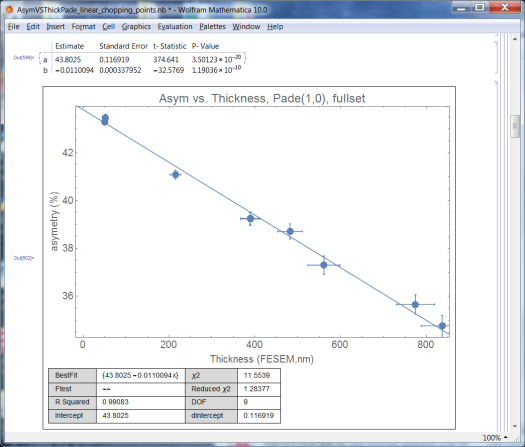 AsymVSThickPade_linear_chopping_points.nb * - Wolfram Mathematica 10.0
File Edit Insert Format Cell Graphics Evaluation Palettes Window Help
Estimate Standard Error t- Statistic P- Value
Out[599]= { a 43.8025 0.116919 374.641 3.50123 × 10^-20
b -0.0110094 0.000337952 -32.5769 1.19036 × 10^-10
Asym vs. Thickness, Pade(1,0), fullset
asymetry (%)
42
40
38
36
Out[602]=
0 200 400 600 800
Thickness (FESEM,nm)
BestFit {43.8025 - 0.0110094 x} χ2 11.5539
Ftest -- Reduced χ2 1.28377
R Squared 0.99083 DOF 9
Intercept 43.8025 dIntercept 0.116919
100%